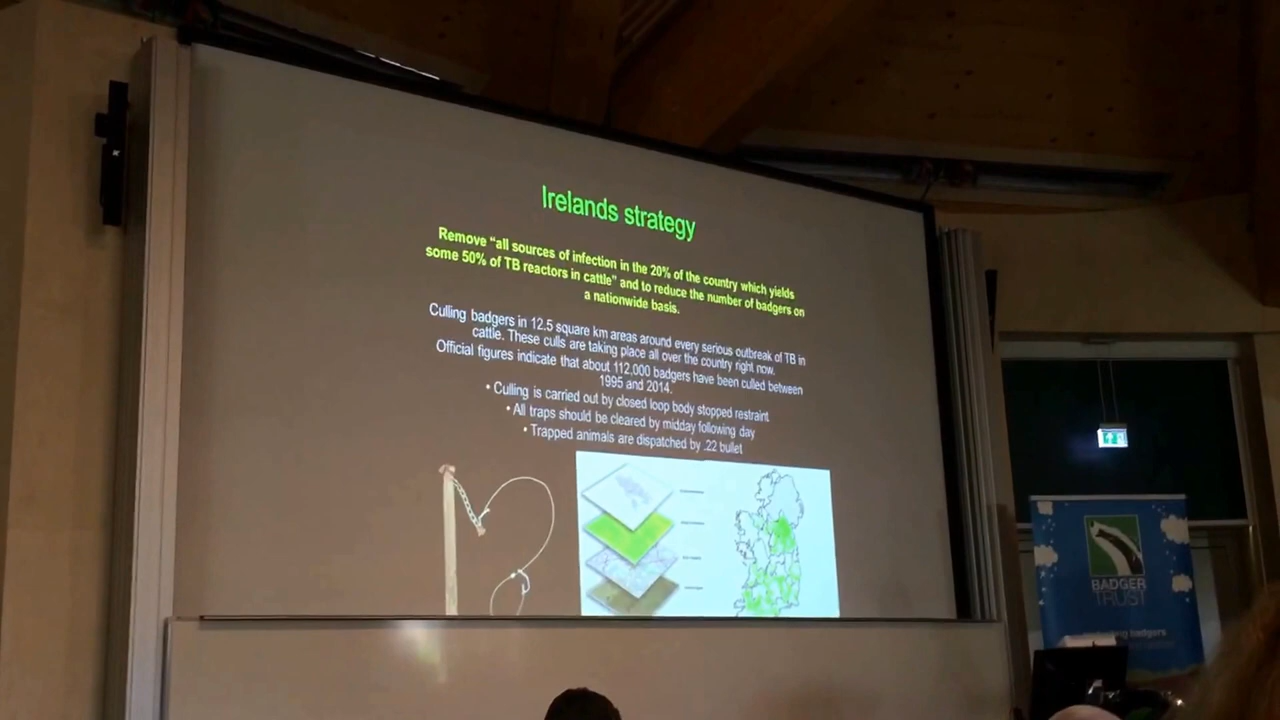 Irelands strategy
Remove “all sources of infection in the 20% of the country which yields
some 50% of TB reactors in cattle” and to reduce the number of badgers on
a nationwide basis.
Culling badgers in 12.5 square km areas around every serious outbreak of TB in
cattle. These culls are taking place all over the country right now.
Official figures indicate that about 112,000 badgers have been culled between
1995 and 2014.
• Culling is carried out by closed loop body stopped restraint
• All traps should be cleared by midday following day
• Trapped animals are dispatched by .22 bullet
BADGER
TRUST
badgers